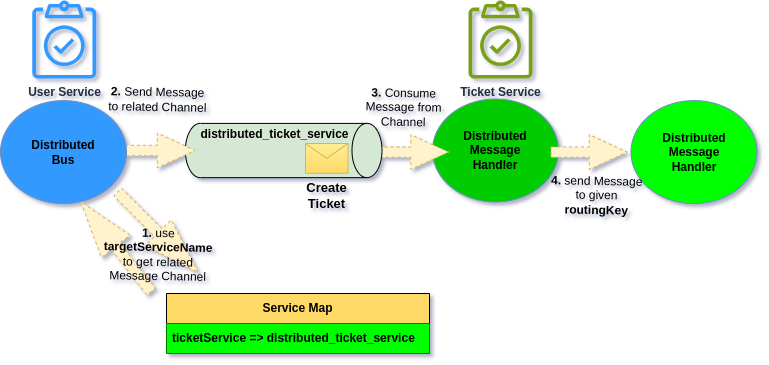 User Service
Distributed
Bus
2. Send Message
to related Channel
distributed_ticket_service
Create
Ticket
3. Consume
Message from
Channel
Ticket Service
Distributed
Message
Handler
4. send Message
to given
routingKey
Distributed
Message
Handler
1. use
targetServiceName
to get related
Message Channel
Service Map
ticketService => distributed_ticket_service